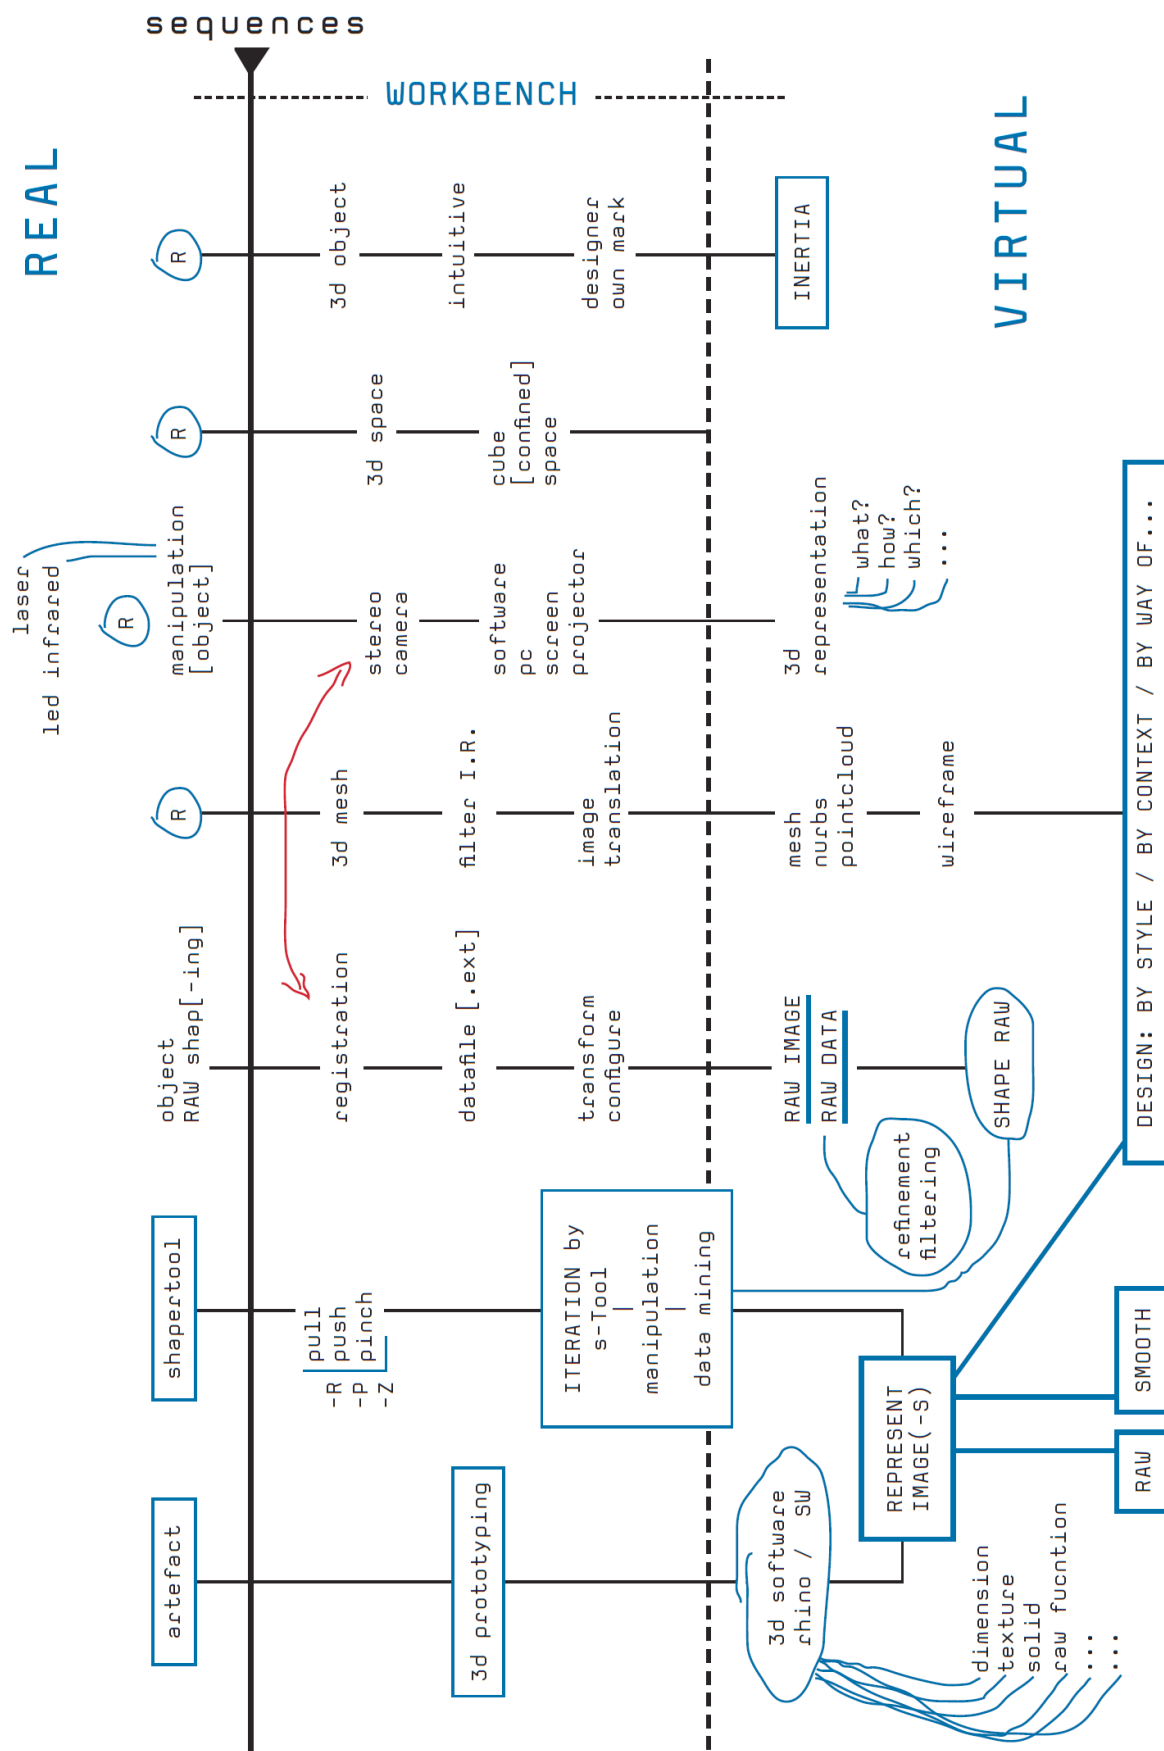 sequences
WORKBENCH
REAL
VIRTUAL
R
3d object
intuitive
designer
own mark
INERTIA
R
3d space
cube
[confined]
space
laser
led infrared
R
manipulation
[object]
stereo
camera
software
pc
screen
projector
3d
representation
what?
how?
which?
...
R
3d mesh
filter I.R.
image
translation
mesh
nurbs
pointcloud
wireframe
DESIGN: BY STYLE / BY CONTEXT / BY WAY OF...
object
RAW shap[-ing]
registration
datafile [.ext]
transform
configure
RAW IMAGE
RAW DATA
SHAPE RAW
refinement
filtering
shapertool
pull
push
pinch
-R
-P
-Z
ITERATION by
s-Tool
manipulation
data mining
REPRESENT
IMAGE(-S)
SMOOTH
RAW
artefact
3d prototyping
3d software
rhino / SW
dimension
texture
solid
raw fucntion
...
...